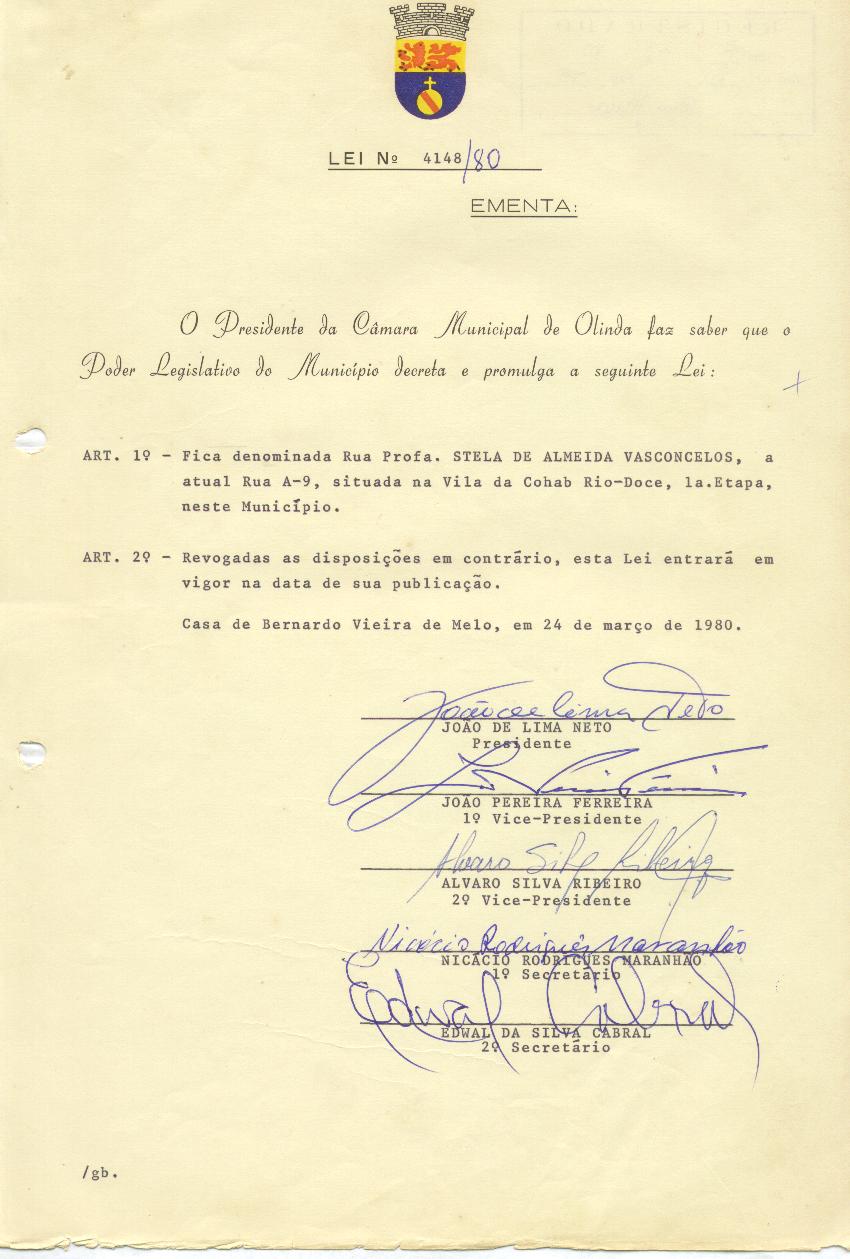 LEI Nº 4148/80
EMENTA:
O Presidente da Câmara Municipal de Olinda faz saber que o
Poder Legislativo do Município decreta e promulga a seguinte Lei:
ART. 1º - Fica denominada Rua Profa. STELA DE ALMEIDA VASCONCELOS, a
atual Rua A-9, situada na Vila da Cohab Rio-Doce, 1a.Etapa,
neste Município.
ART. 2º - Revogadas as disposições em contrário, esta Lei entrará em
vigor na data de sua publicação.
Casa de Bernardo Vieira de Melo, em 24 de março de 1980.
João de Lima Neto
JOÃO DE LIMA NETO
Presidente
JOÃO PEREIRA FERREIRA
1º Vice-Presidente
Alvaro Silva Ribeiro
ALVARO SILVA RIBEIRO
2º Vice-Presidente
Nicácio Rodrigues Maranhão
NICÁCIO RODRIGUES MARANHÃO
1º Secretário
Edwal Cabral
EDWAL DA SILVA CABRAL
2º Secretário
/gb.